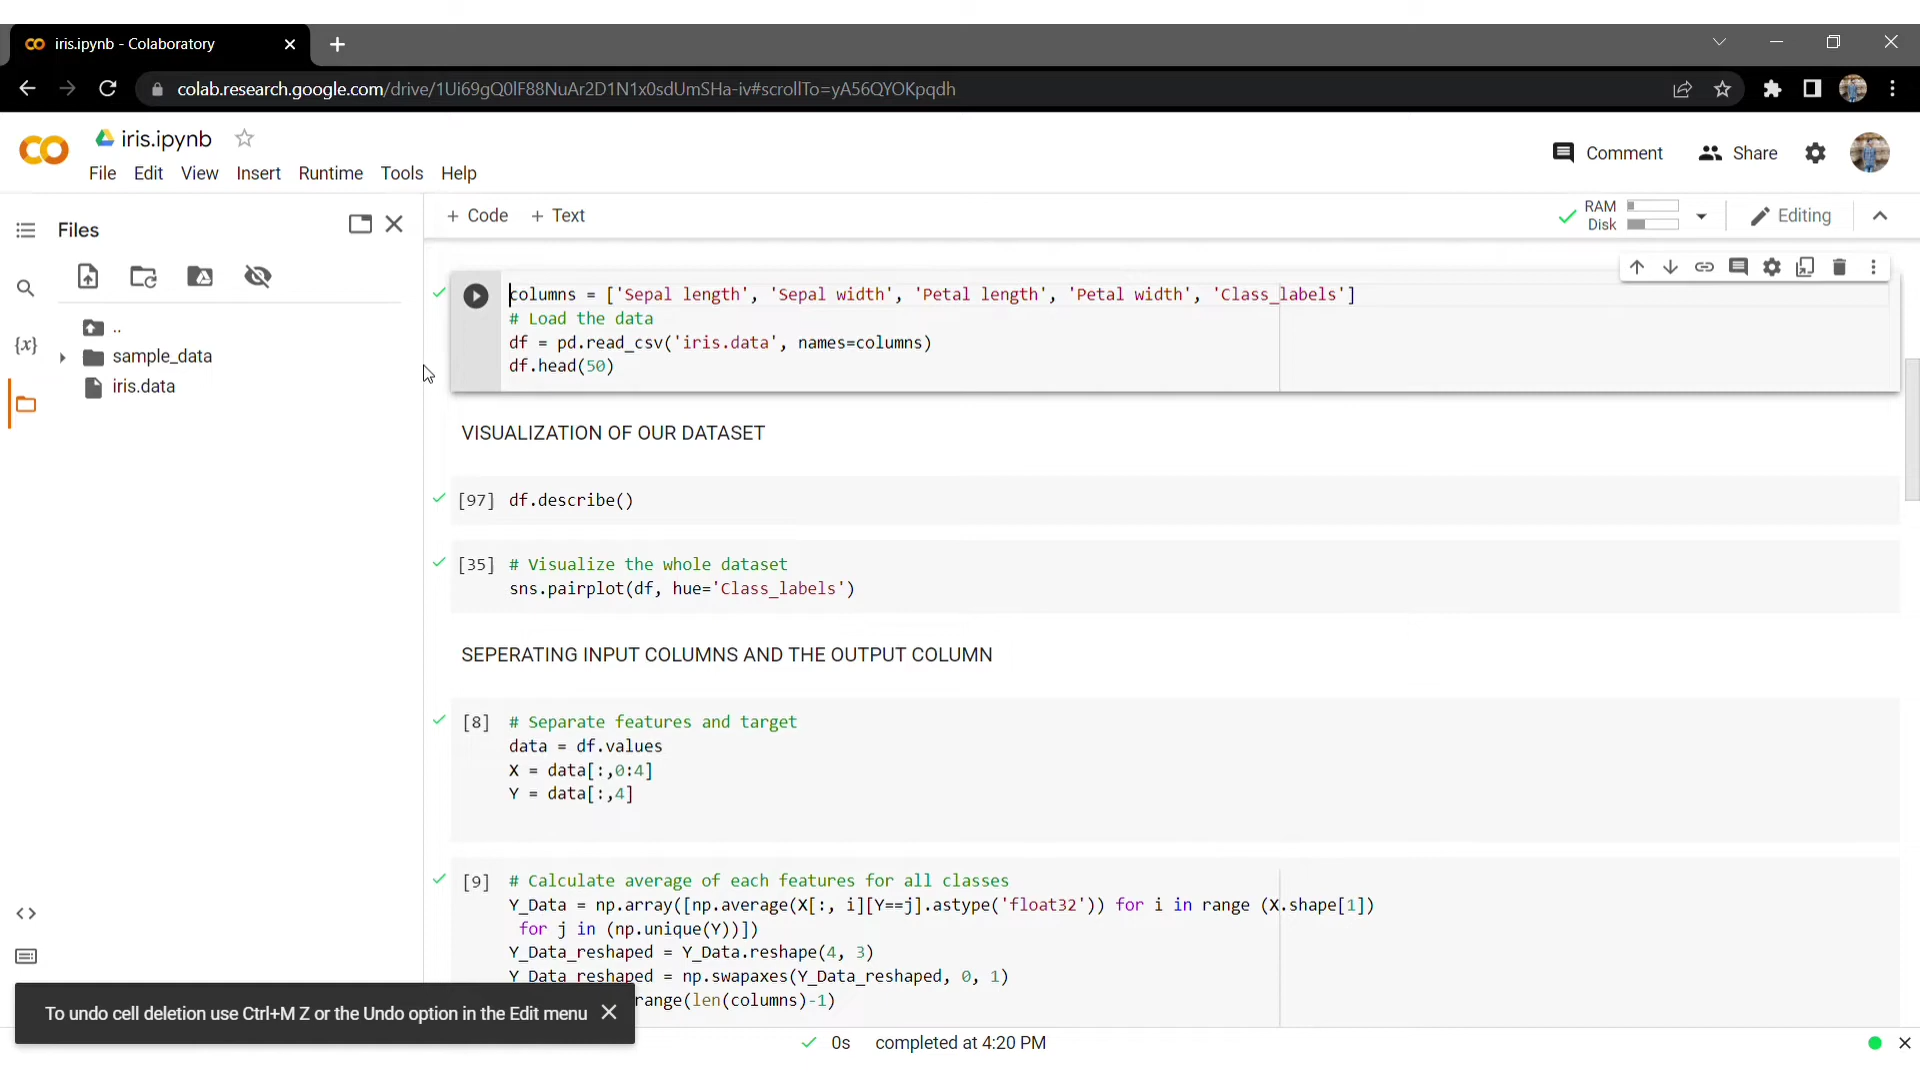 iris.ipynb - Colaboratory
colab.research.google.com/drive/1Ui69gQ0lF88NuAr2D1N1x0sdUmSHa-iv#scrollTo=yA56QYOKpqdh
iris.ipynb
File Edit View Insert Runtime Tools Help
Comment Share
Files
+ Code + Text
RAM
Disk
Editing
..
sample_data
iris.data
{x}
columns = ['Sepal length', 'Sepal width', 'Petal length', 'Petal width', 'Class_labels']
# Load the data
df = pd.read_csv('iris.data', names=columns)
df.head(50)
VISUALIZATION OF OUR DATASET
[97] df.describe()
[35] # Visualize the whole dataset
sns.pairplot(df, hue='Class_labels')
SEPERATING INPUT COLUMNS AND THE OUTPUT COLUMN
[8] # Separate features and target
data = df.values
X = data[:,0:4]
Y = data[:,4]
[9] # Calculate average of each features for all classes
Y_Data = np.array([np.average(X[:, i][Y==j].astype('float32')) for i in range (X.shape[1])
for j in (np.unique(Y))])
Y_Data_reshaped = Y_Data.reshape(4, 3)
Y_Data_reshaped = np.swapaxes(Y_Data_reshaped, 0, 1)
range(len(columns)-1)
To undo cell deletion use Ctrl+M Z or the Undo option in the Edit menu
0s completed at 4:20 PM